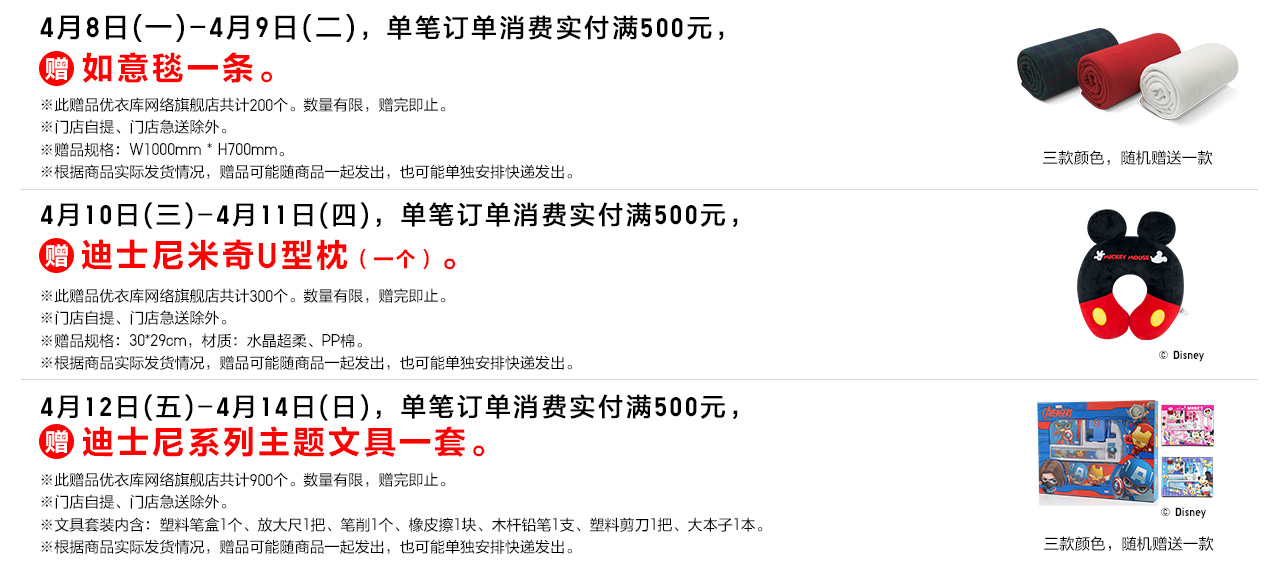 4月8日(一)-4月9日(二)，单笔订单消费实付满500元，
赠 如意毯一条。
※此赠品优衣库网络旗舰店共计200个。数量有限，赠完即止。
※门店自提、门店急送除外。
※赠品规格：W1000mm * H700mm。
※根据商品实际发货情况，赠品可能随商品一起发出，也可能单独安排快递发出。
三款颜色，随机赠送一款
4月10日(三)-4月11日(四)，单笔订单消费实付满500元，
赠 迪士尼米奇U型枕（一个）。
※此赠品优衣库网络旗舰店共计300个。数量有限，赠完即止。
※门店自提、门店急送除外。
※赠品规格：30*29cm，材质：水晶超柔、PP棉。
※根据商品实际发货情况，赠品可能随商品一起发出，也可能单独安排快递发出。
MICKEY MOUSE
© Disney
4月12日(五)-4月14日(日)，单笔订单消费实付满500元，
赠 迪士尼系列主题文具一套。
※此赠品优衣库网络旗舰店共计900个。数量有限，赠完即止。
※门店自提、门店急送除外。
※文具套装内含：塑料笔盒1个、放大尺1把、笔削1个、橡皮擦1块、木杆铅笔1支、塑料剪刀1把、大本子1本。
※根据商品实际发货情况，赠品可能随商品一起发出，也可能单独安排快递发出。
AVENGERS
© Disney
三款颜色，随机赠送一款